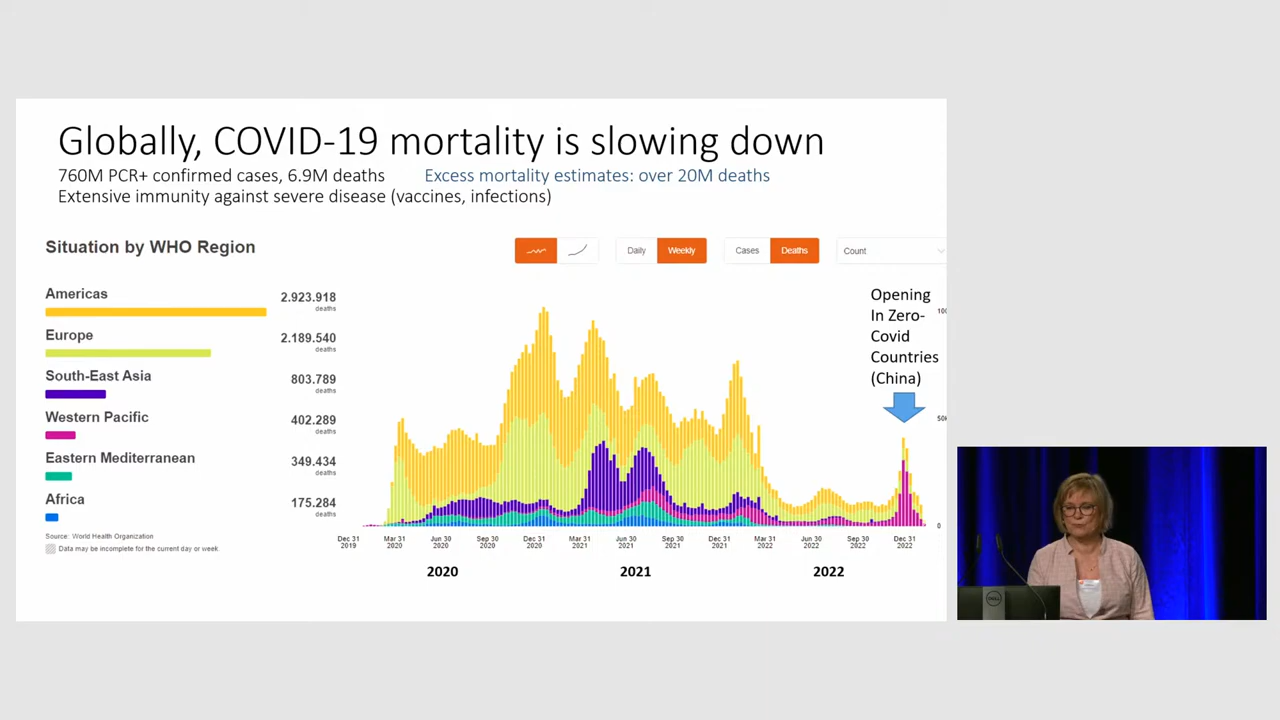 Globally, COVID-19 mortality is slowing down
760M PCR+ confirmed cases, 6.9M deaths Excess mortality estimates: over 20M deaths
Extensive immunity against severe disease (vaccines, infections)
Situation by WHO Region
Daily Weekly Cases Deaths Count
Americas 2.923.918
deaths
Europe 2.189.540
deaths
South-East Asia 803.789
deaths
Western Pacific 402.289
deaths
Eastern Mediterranean 349.434
deaths
Africa 175.284
deaths
Source: World Health Organization
Data may be incomplete for the current day or week.
Opening
In Zero-
Covid
Countries
(China)
50K
0
Dec 31 Mar 31 Jun 30 Sep 30 Dec 31 Mar 31 Jun 30 Sep 30 Dec 31 Mar 31 Jun 30 Sep 30 Dec 31
2019 2020 2020 2020 2020 2021 2021 2021 2021 2022 2022 2022 2022
2020 2021 2022
DELL